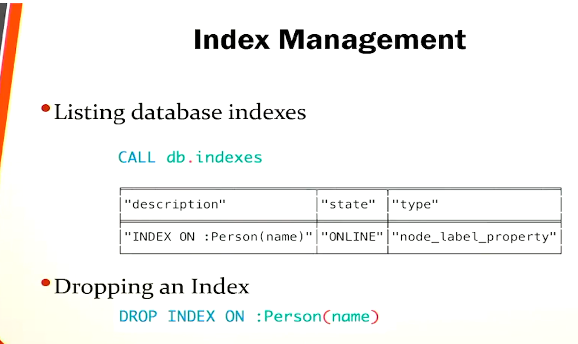 Index Management
•Listing database indexes
CALL db.indexes
"description" "state" "type"
"INDEX ON :Person(name)" "ONLINE" "node_label_property"
•Dropping an Index
DROP INDEX ON :Person(name)